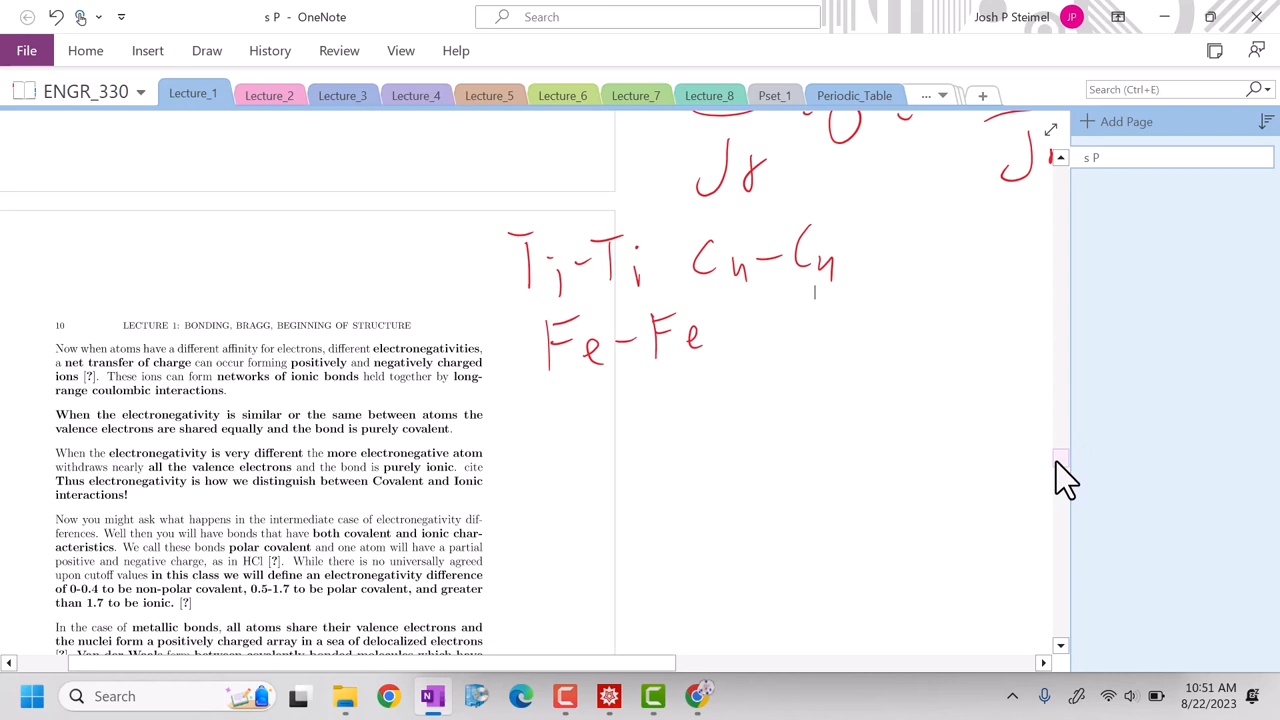 s P - OneNote
Search
Josh P Steimel
JP
File Home Insert Draw History Review View Help
ENGR_330
Lecture_1 Lecture_2 Lecture_3 Lecture_4 Lecture_5 Lecture_6 Lecture_7 Lecture_8 Pset_1 Periodic_Table ... +
Search (Ctrl+E)
Add Page
s P
Ti-Ti Cu-Cu
Fe-Fe
10 LECTURE 1: BONDING, BRAGG, BEGINNING OF STRUCTURE
Now when atoms have a different affinity for electrons, different electronegativities,
a net transfer of charge can occur forming positively and negatively charged
ions [?]. These ions can form networks of ionic bonds held together by long-
range coulombic interactions.
When the electronegativity is similar or the same between atoms the
valence electrons are shared equally and the bond is purely covalent.
When the electronegativity is very different the more electronegative atom
withdraws nearly all the valence electrons and the bond is purely ionic. cite
Thus electronegativity is how we distinguish between Covalent and Ionic
interactions!
Now you might ask what happens in the intermediate case of electronegativity dif-
ferences. Well then you will have bonds that have both covalent and ionic char-
acteristics. We call these bonds polar covalent and one atom will have a partial
positive and negative charge, as in HCl [?]. While there is no universally agreed
upon cutoff values in this class we will define an electronegativity difference
of 0-0.4 to be non-polar covalent, 0.5-1.7 to be polar covalent, and greater
than 1.7 to be ionic. [?]
In the case of metallic bonds, all atoms share their valence electrons and
the nuclei form a positively charged array in a sea of delocalized electrons
[?]. Van der Waals form between covalently bonded molecules which have
Search
10:51 AM
8/22/2023